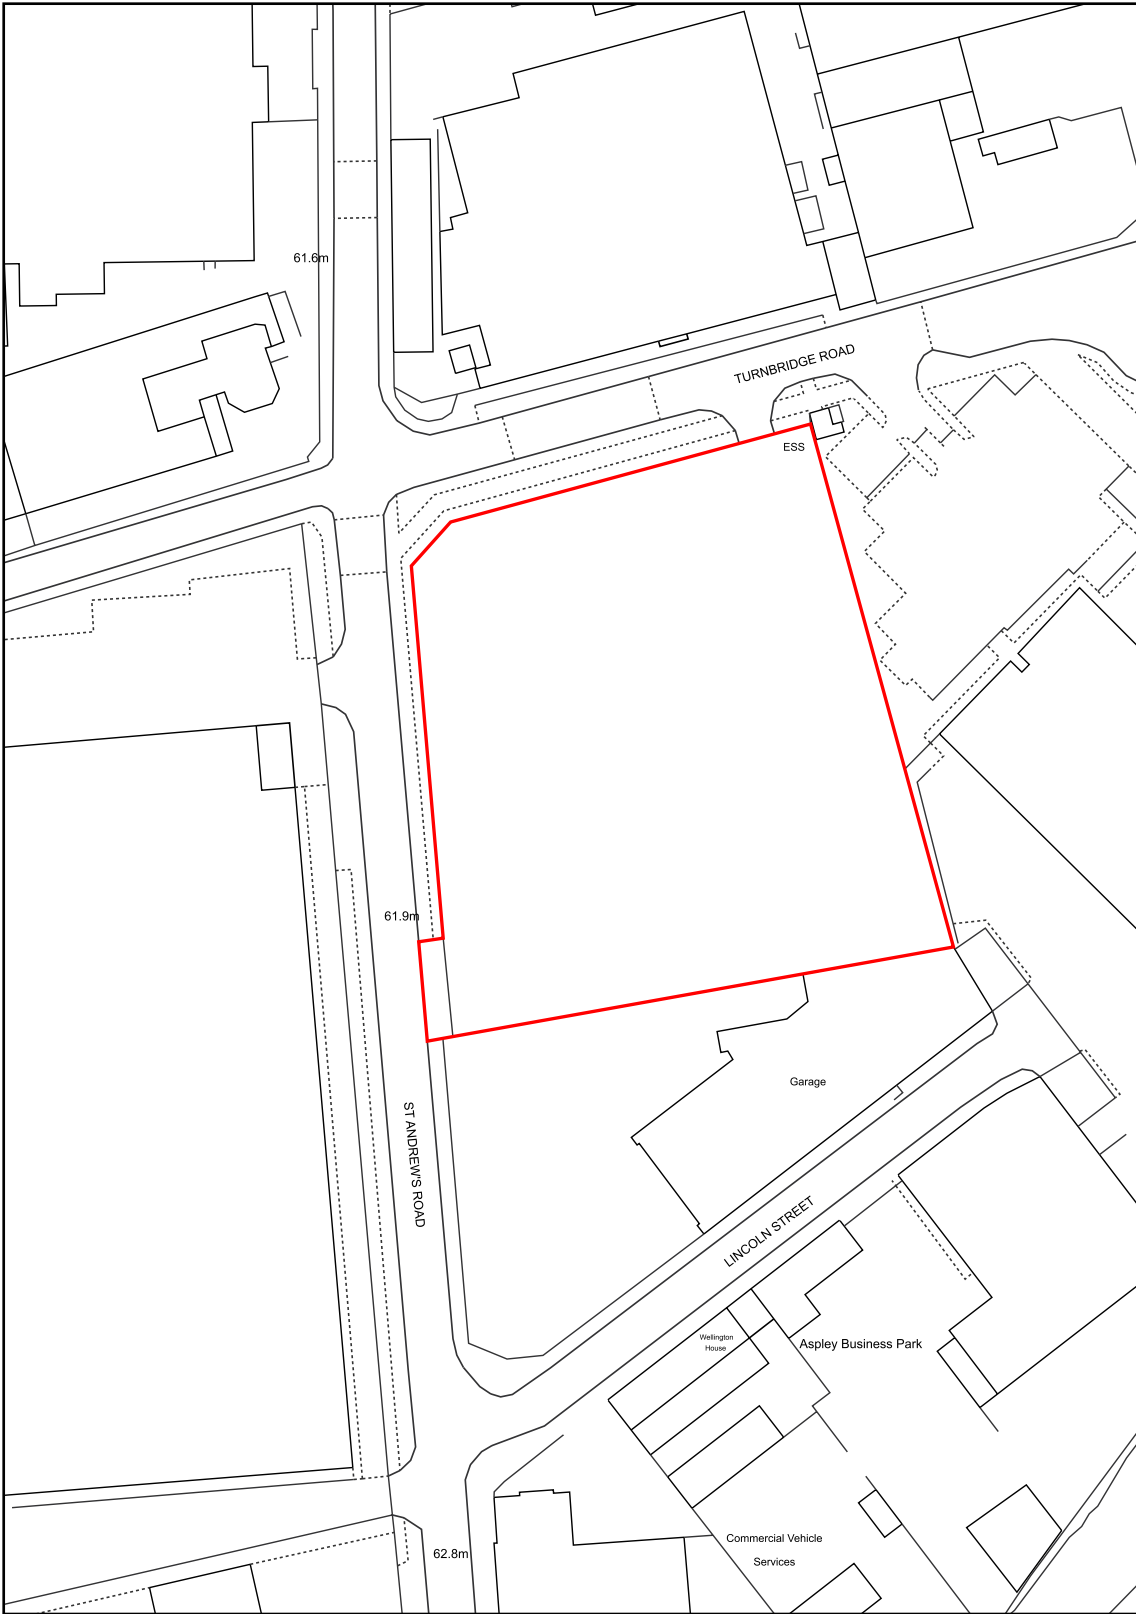 61.6m
TURNBRIDGE ROAD
ESS
61.9m
Garage
ST ANDREW'S ROAD
LINCOLN STREET
Wellington
House
Aspley Business Park
Commercial Vehicle
Services
62.8m